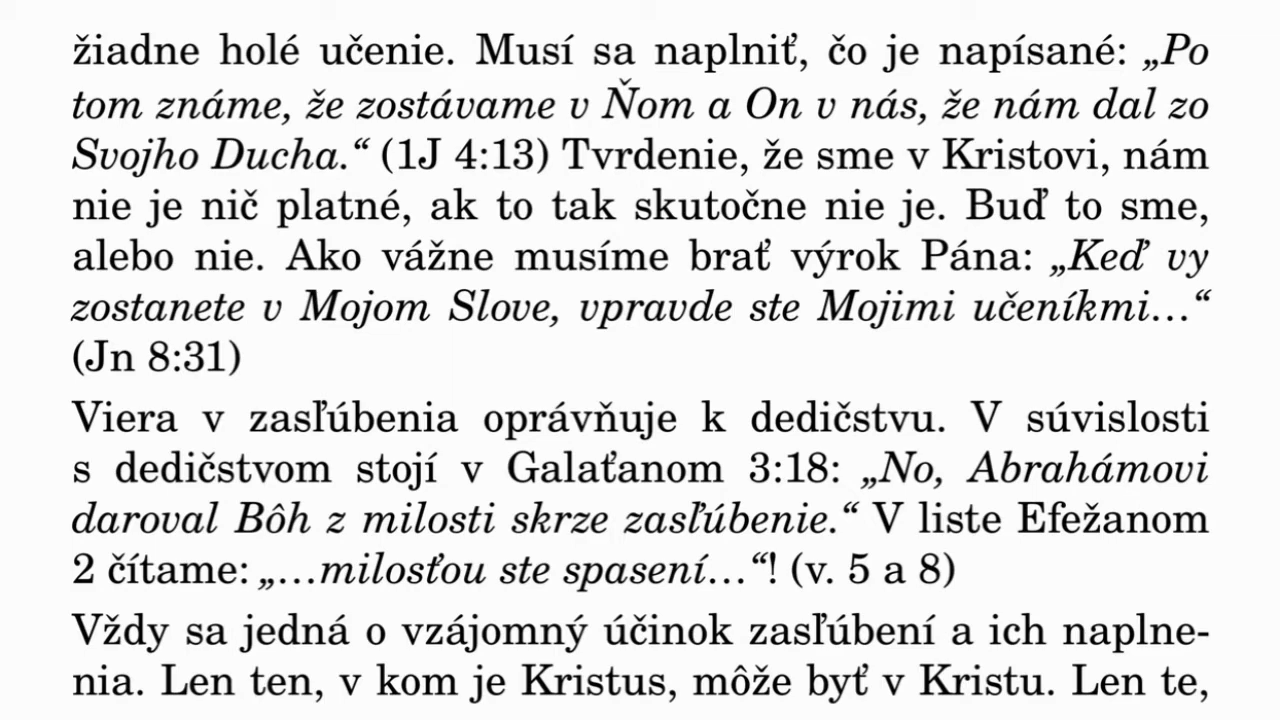 žiadne holé učenie. Musí sa naplniť, čo je napísané: „Po
tom známe, že zostávame v Ňom a On v nás, že nám dal zo
Svojho Ducha.“ (1J 4:13) Tvrdenie, že sme v Kristovi, nám
nie je nič platné, ak to tak skutočne nie je. Buď to sme,
alebo nie. Ako vážne musíme brať výrok Pána: „Keď vy
zostanete v Mojom Slove, vpravde ste Mojimi učeníkmi…“
(Jn 8:31)
Viera v zasľúbenia oprávňuje k dedičstvu. V súvislosti
s dedičstvom stojí v Galaťanom 3:18: „No, Abrahámovi
daroval Bôh z milosti skrze zasľúbenie.“ V liste Efežanom
2 čítame: „…milosťou ste spasení…“! (v. 5 a 8)
Vždy sa jedná o vzájomný účinok zasľúbení a ich naplne-
nia. Len ten, v kom je Kristus, môže byť v Kristu. Len te,